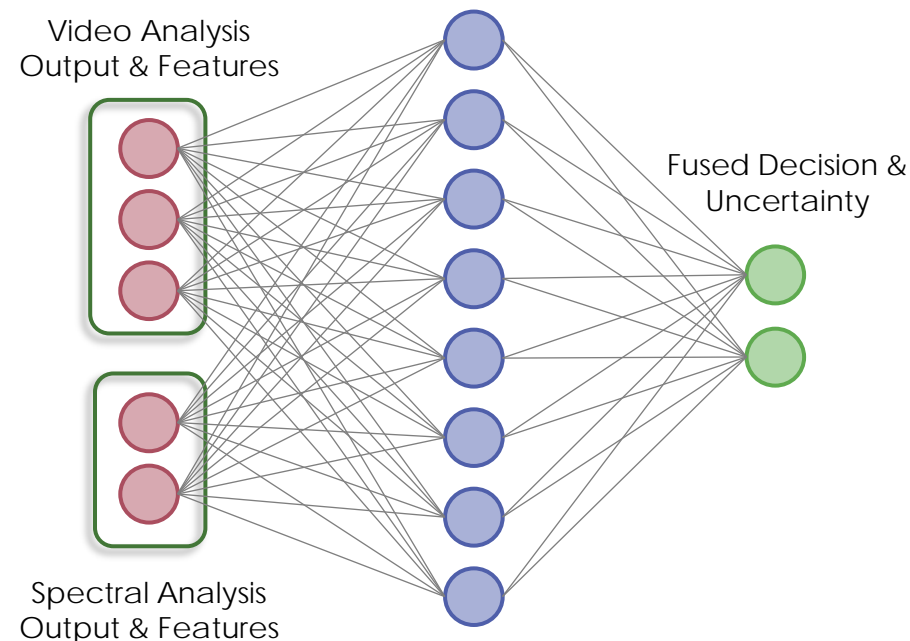 Video Analysis
Output & Features
Fused Decision &
Uncertainty
Spectral Analysis
Output & Features